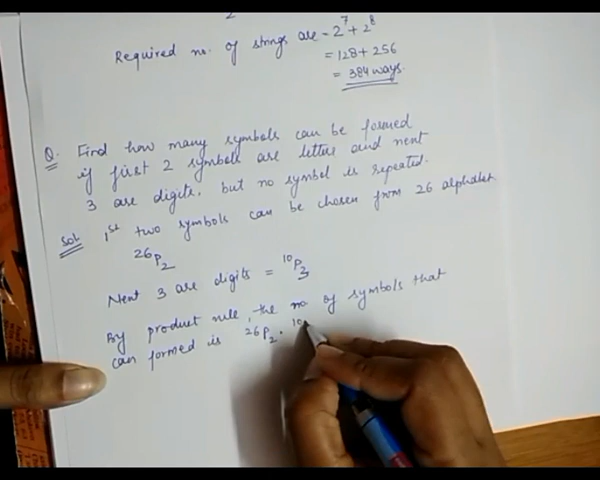 2
Required no. of strings are = 2⁷ + 2⁸
= 128 + 256
= 384 ways.
Q. Find how many symbols can be formed
if first 2 symbols are letters and next
3 are digits. but no symbol is repeated.
Sol 1st two symbols can be chosen from 26 alphabet.
²⁶P₂
Next 3 are digits = ¹⁰P₃
By product rule, the no. of symbols that
can formed is ²⁶P₂ . ¹⁰